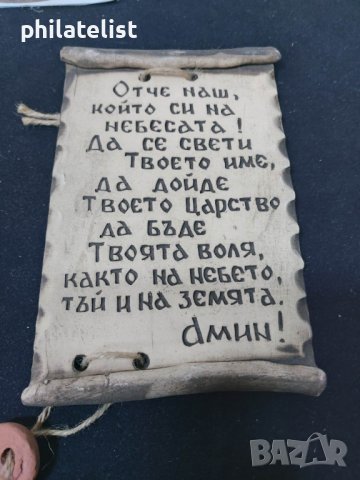 philatelist
Отче наш,
който си на
небесата!
Да се свети
Твоето име,
да дойде
Твоето царство
да бъде
Твоята воля,
както на небето,
тъй и на земята.
Амин!
BAZAR